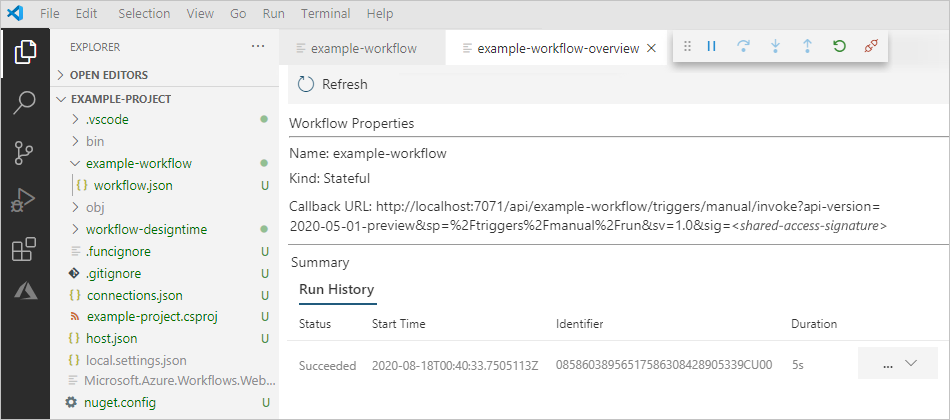 File Edit Selection View Go Run Terminal Help
EXPLORER ···
OPEN EDITORS
EXAMPLE-PROJECT
.vscode
bin
example-workflow
workflow.json U
obj
workflow-designtime
.funcignore U
.gitignore U
connections.json U
example-project.csproj U
host.json U
local.settings.json
Microsoft.Azure.Workflows.Web...
nuget.config U
example-workflow
example-workflow-overview
Refresh
Workflow Properties
Name: example-workflow
Kind: Stateful
Callback URL: http://localhost:7071/api/example-workflow/triggers/manual/invoke?api-version=
2020-05-01-preview&sp=%2Ftriggers%2Fmanual%2Frun&sv=1.0&sig=<shared-access-signature>
Summary
Run History
Status Start Time Identifier Duration
Succeeded 2020-08-18T00:40:33.7505113Z 08586038956517586308428905339CU00 5s ...